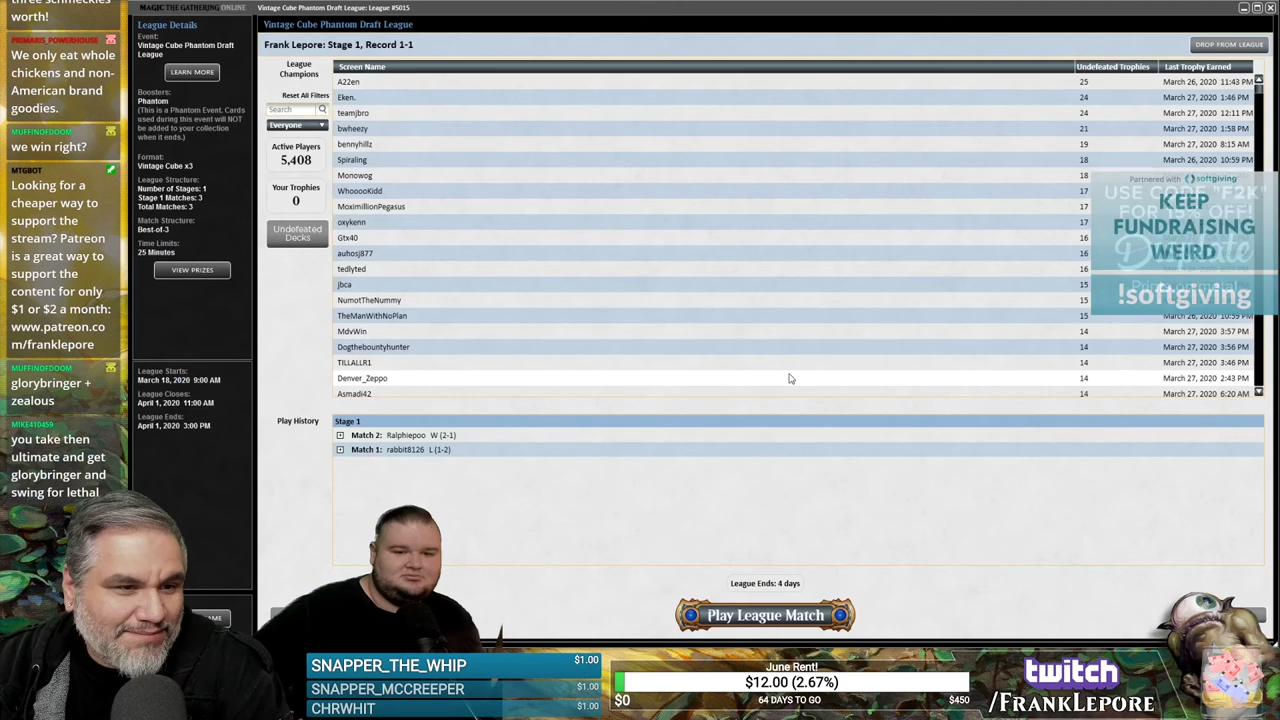 three schmeckles
worth!
PRIMARIS_POWERHOUSE
We only eat whole
chickens and non-
American brand
goodies.
MUFFINOFDOOM
we win right?
MTGBOT
Looking for a
cheaper way to
support the
stream? Patreon
is a great way to
support the
content for only
$1 or $2 a month:
www.patreon.co
m/franklepore
MUFFINOFDOOM
glorybringer +
zealous
MIKE410459
you take then
ultimate and get
glorybringer and
swing for lethal
MAGIC THE GATHERING ONLINE
Vintage Cube Phantom Draft League: League #5015
League Details
Event:
Vintage Cube Phantom Draft
League
LEARN MORE
Boosters:
Phantom
(This is a Phantom Event. Cards
used during this event will NOT
be added to your collection
when it ends.)
Format:
Vintage Cube x3
League Structure:
Number of Stages: 1
Stage 1 Matches: 3
Total Matches: 3
Match Structure:
Best-of-3
Time Limits:
25 Minutes
VIEW PRIZES
League Starts:
March 18, 2020 9:00 AM
League Closes:
April 1, 2020 11:00 AM
League Ends:
April 1, 2020 3:00 PM
Vintage Cube Phantom Draft League
Frank Lepore: Stage 1, Record 1-1
DROP FROM LEAGUE
League
Champions
Reset All Filters
Search
Everyone
Active Players
5,408
Your Trophies
0
Undefeated
Decks
Screen Name Undefeated Trophies Last Trophy Earned
A22en 25 March 26, 2020 11:43 PM
Eken. 24 March 27, 2020 1:46 PM
teamjbro 24 March 27, 2020 12:11 PM
bwheezy 21 March 27, 2020 1:58 PM
bennyhillz 19 March 27, 2020 8:15 AM
Spiraling 18 March 26, 2020 10:59 PM
Monowog 18
WhooooKidd 17
MoximillionPegasus 17
oxykenn 17
Gtx40 16
auhosj877 16
tedlyted 16
jbca 15
NumotTheNummy 15
TheManWithNoPlan 15 March 26, 2020 10:59 PM
MdvWin 14 March 27, 2020 3:57 PM
Dogthebountyhunter 14 March 27, 2020 3:56 PM
TILLALLR1 14 March 27, 2020 3:46 PM
Denver_Zeppo 14 March 27, 2020 2:43 PM
Asmadi42 14 March 27, 2020 6:20 AM
Partnered with softgiving
USE CODE "F2K"
FOR 15% OFF!
KEEP
FUNDRAISING
WEIRD
!softgiving
Play History
Stage 1
Match 2: Ralphiepoo W (2-1)
Match 1: rabbit8126 L (1-2)
League Ends: 4 days
Play League Match
SNAPPER_THE_WHIP $1.00
SNAPPER_MCCREEPER $1.00
CHRWHIT $1.00
June Rent!
$12.00 (2.67%)
$0 64 DAYS TO GO $450
twitch
/FRANKLEPORE